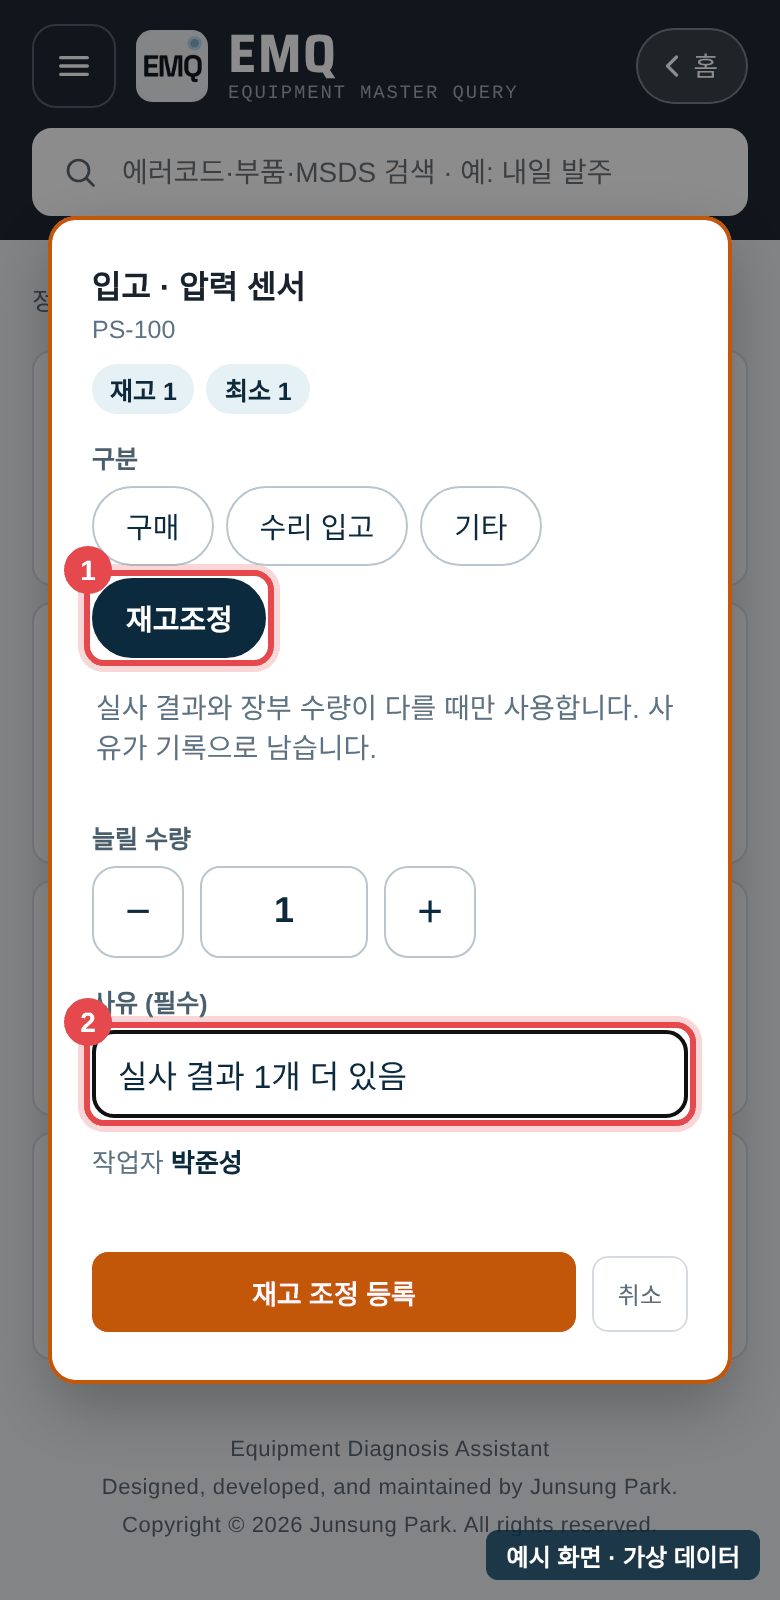 EMQ
EMQ
EQUIPMENT MASTER QUERY
홈
에러코드·부품·MSDS 검색 · 예: 내일 발주
입고 · 압력 센서
PS-100
재고 1
최소 1
구분
구매
수리 입고
기타
1
재고조정
실사 결과와 장부 수량이 다를 때만 사용합니다. 사
유가 기록으로 남습니다.
늘릴 수량
−
1
+
사유 (필수)
2
실사 결과 1개 더 있음
작업자 박준성
재고 조정 등록
취소
Equipment Diagnosis Assistant
Designed, developed, and maintained by Junsung Park.
Copyright © 2026 Junsung Park. All rights reserved.
예시 화면 · 가상 데이터